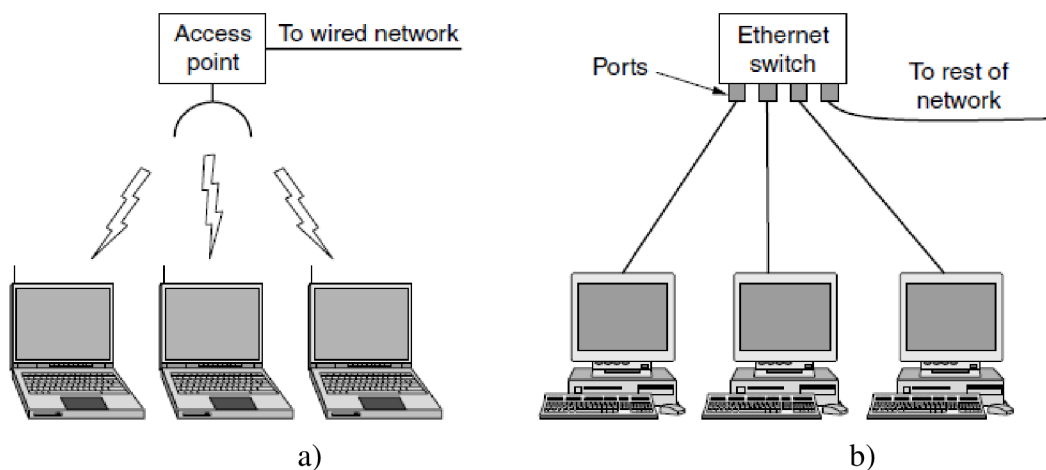 Access
point
To wired network
Ports
Ethernet
switch
To rest of
network
a)
b)